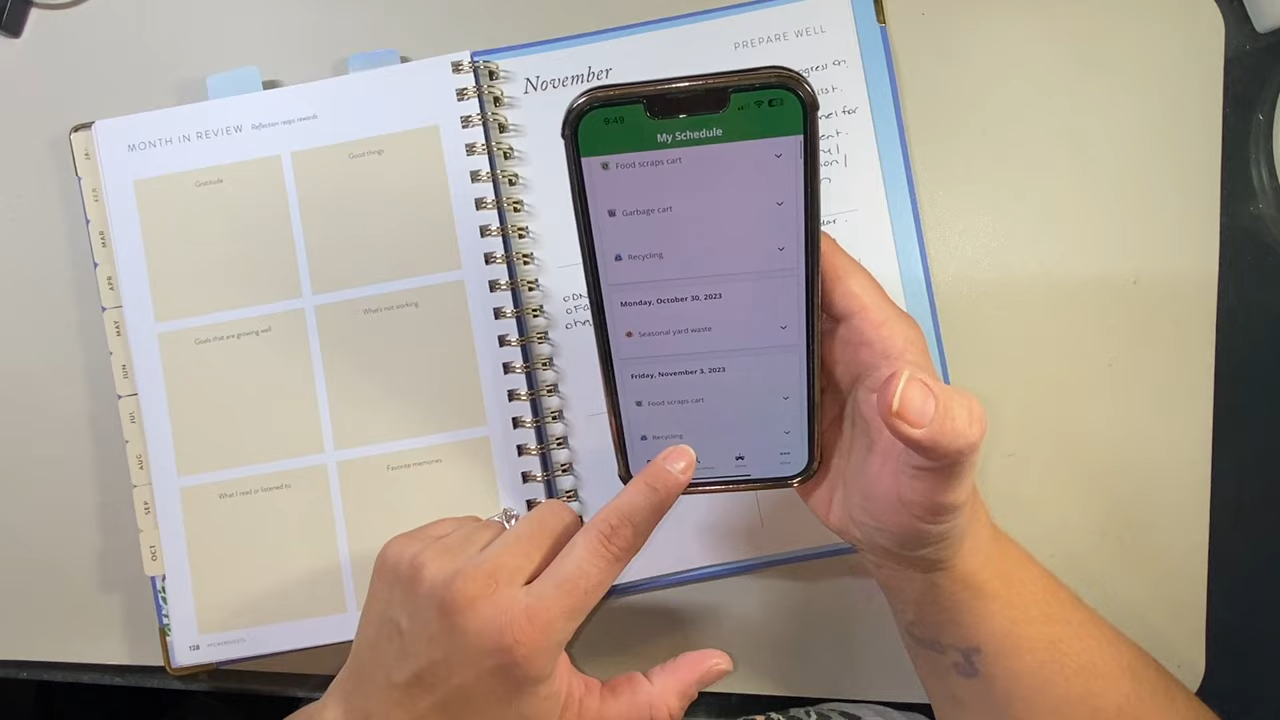 MONTH IN REVIEW Reflection reaps rewards
Gratitude
Good things
Goals that are growing well
What's not working
What I read or listened to
Favorite memories
128
MAR
APR
MAY
JUN
JUL
AUG
SEP
OCT
November
PREPARE WELL
9:49
My Schedule
Food scraps cart
Garbage cart
Recycling
Monday, October 30, 2023
Seasonal yard waste
Friday, November 3, 2023
Food scraps cart
Recycling